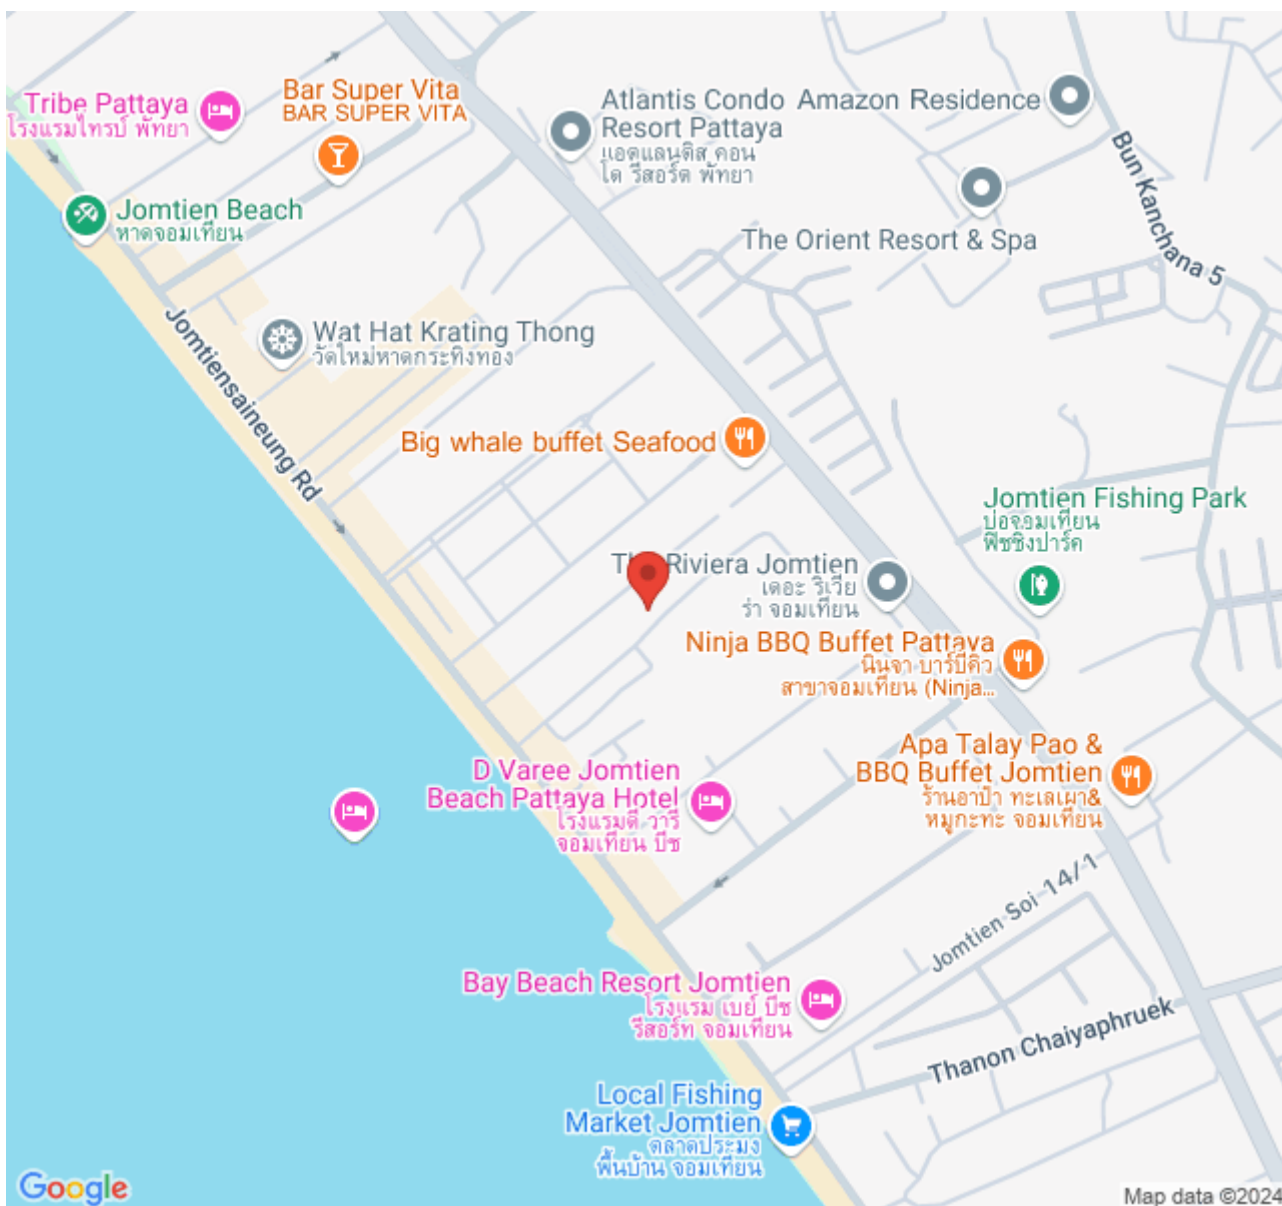 Tribe Pattaya
โรงแรมไทรบ์ พัทยา
Bar Super Vita
BAR SUPER VITA
Atlantis Condo
Resort Pattaya
แอตแลนติส คอน
โด รีสอร์ต พัทยา
Amazon Residence
Bun Kanchana 5
Jomtien Beach
หาดจอมเทียน
The Orient Resort & Spa
Jomtiensaineung Rd
Wat Hat Krating Thong
วัดใหม่หาดกระทิงทอง
Big whale buffet Seafood
Jomtien Fishing Park
บ่อจอมเทียน
ฟิชชิ่งปาร์ค
Riviera Jomtien
เดอะ ริเวีย
ร่า จอมเทียน
Ninja BBQ Buffet Pattaya
นินจา บาร์บีคิว
สาขาจอมเทียน (Ninja...
Apa Talay Pao &
BBQ Buffet Jomtien
ร้านอาป๋า ทะเลเผา&
หมูกะทะ จอมเทียน
D Varee Jomtien
Beach Pattaya Hotel
โรงแรมดี วารี
จอมเทียน บีช
Jomtien Soi 14/1
Bay Beach Resort Jomtien
โรงแรม เบย์ บีช
รีสอร์ท จอมเทียน
Thanon Chaiyaphruek
Local Fishing
Market Jomtien
ตลาดประมง
พื้นบ้าน จอมเทียน
Google
Map data ©2024